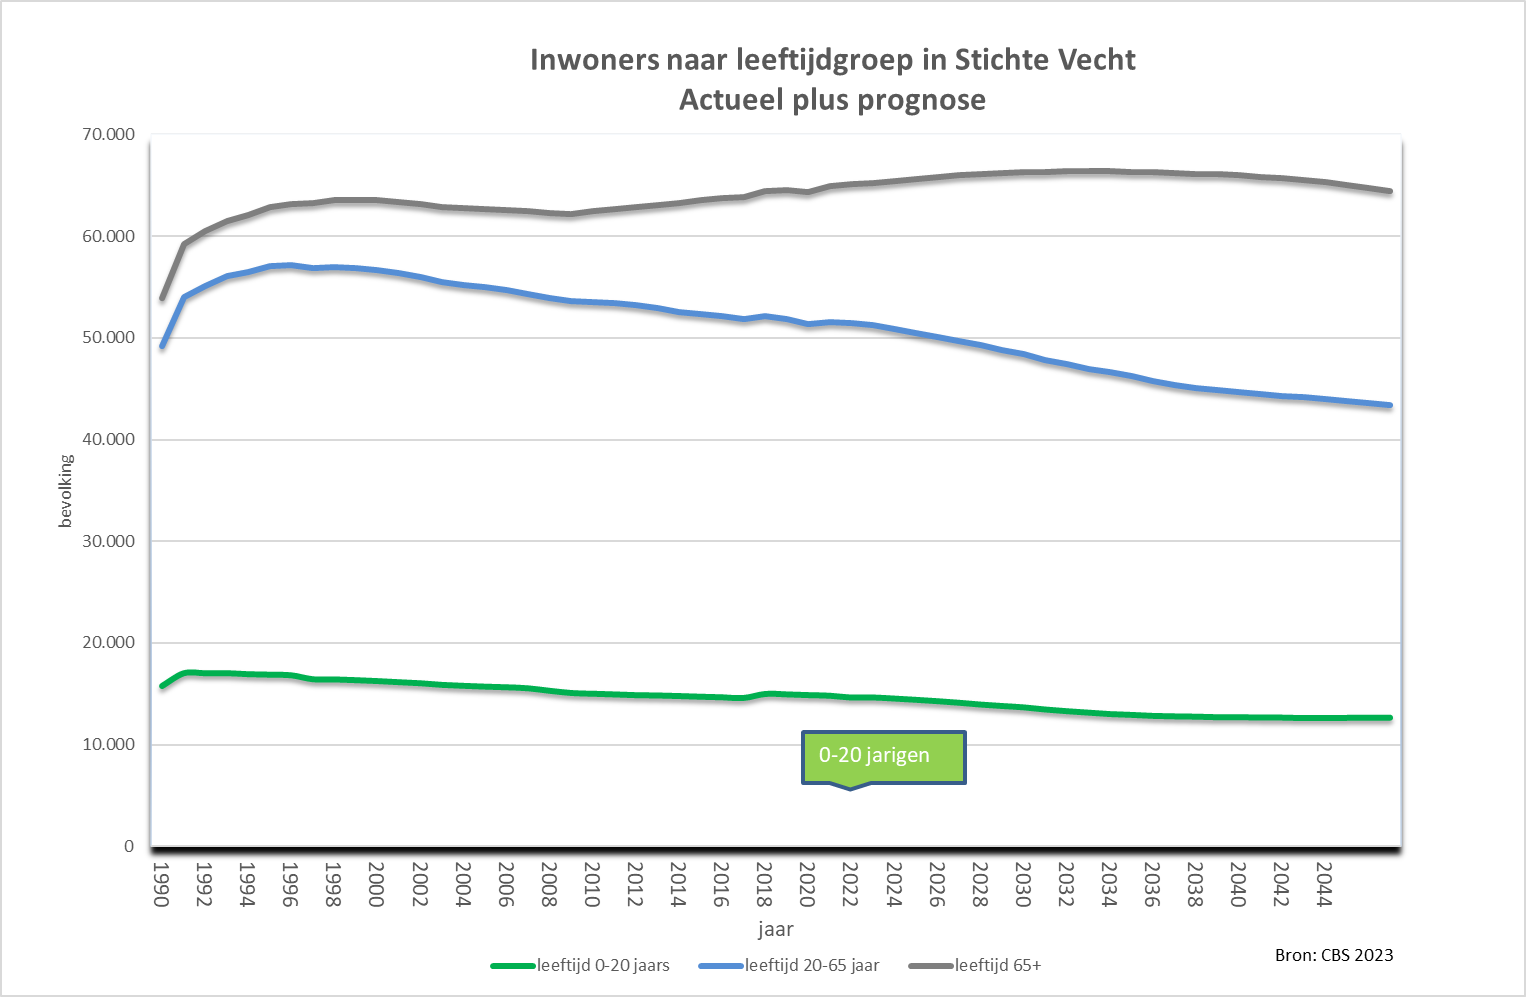 Inwoners naar leeftijdgroep in Stichte Vecht
Actueel plus prognose
70.000
60.000
50.000
40.000
30.000
20.000
10.000
0
bevolking
0-20 jarigen
1990 1992 1994 1996 1998 2000 2002 2004 2006 2008 2010 2012 2014 2016 2018 2020 2022 2024 2026 2028 2030 2032 2034 2036 2038 2040 2042 2044
jaar
leeftijd 0-20 jaars leeftijd 20-65 jaar leeftijd 65+
Bron: CBS 2023